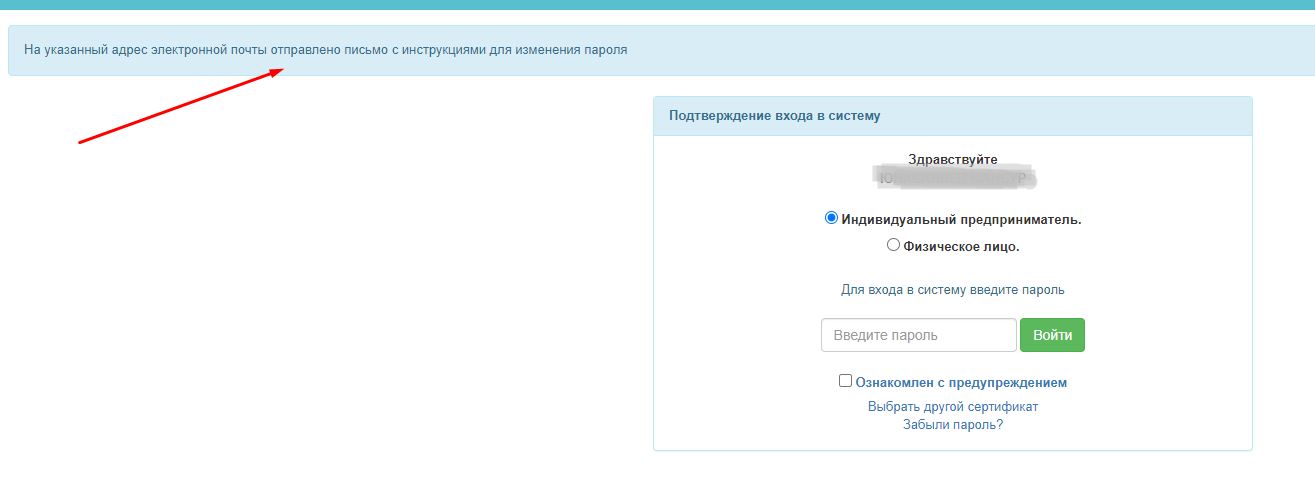 На указанный адрес электронной почты отправлено письмо с инструкциями для изменения пароля
Подтверждение входа в систему
Здравствуйте
Индивидуальный предприниматель.
Физическое лицо.
Для входа в систему введите пароль
Введите пароль
Войти
Ознакомлен с предупреждением
Выбрать другой сертификат
Забыли пароль?